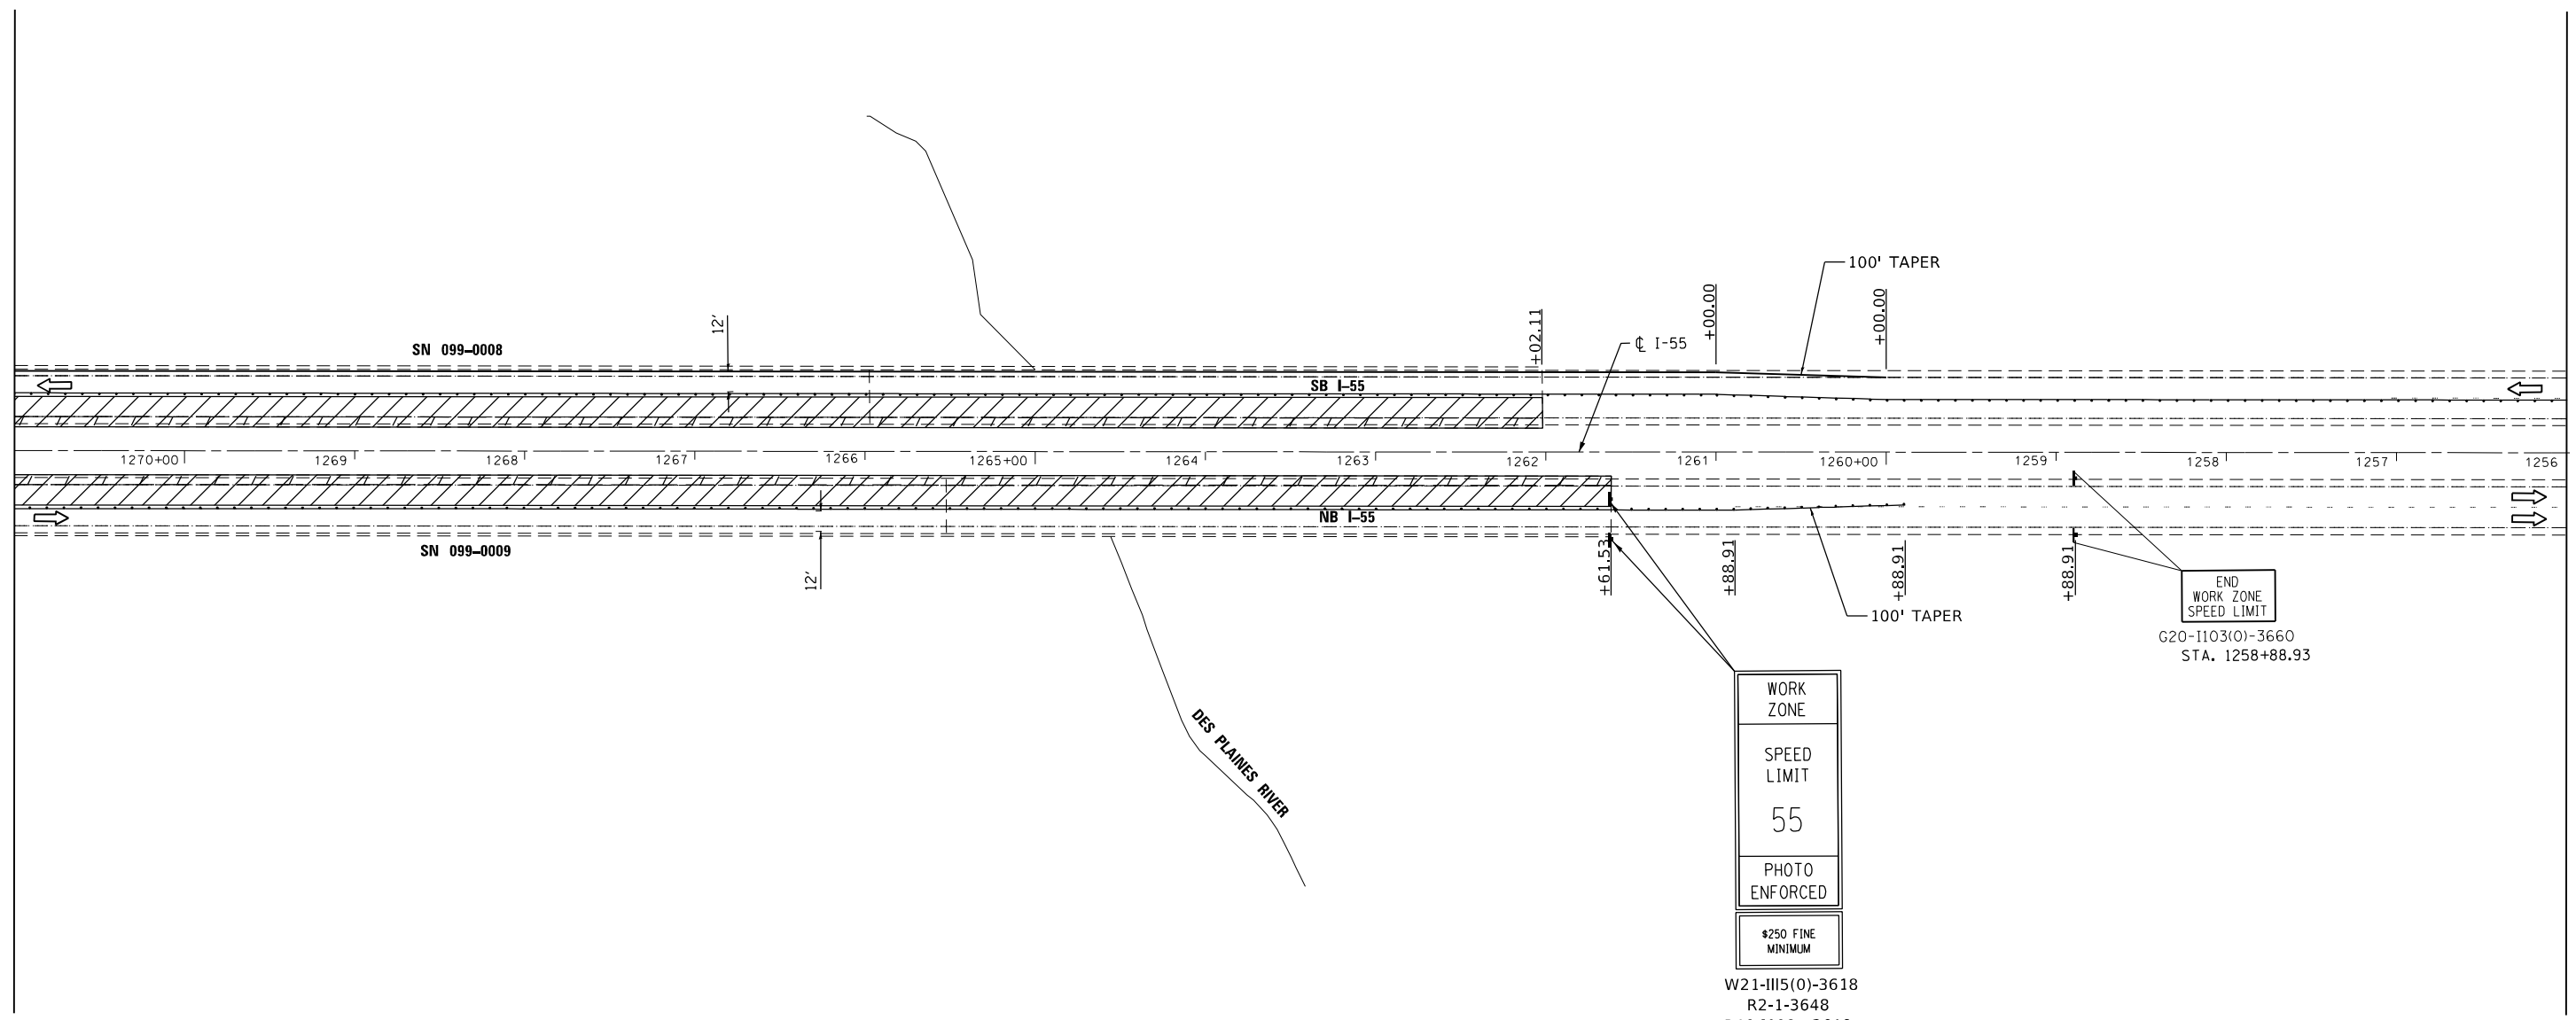 100' TAPER
+00.00
+00.00
+02.11
12'
℄ I-55
SN 099-0008
SB I-55
1270+00 1269 1268 1267 1266 1265+00 1264 1263 1262 1261 1260+00 1259 1258 1257 1256
NB I-55
SN 099-0009
12'
+61.53
+88.91
+88.91
+88.91
100' TAPER
END
WORK ZONE
SPEED LIMIT
G20-I103(0)-3660
STA. 1258+88.93
DES PLAINES RIVER
WORK
ZONE
SPEED
LIMIT
55
PHOTO
ENFORCED
$250 FINE
MINIMUM
W21-III5(0)-3618
R2-1-3648